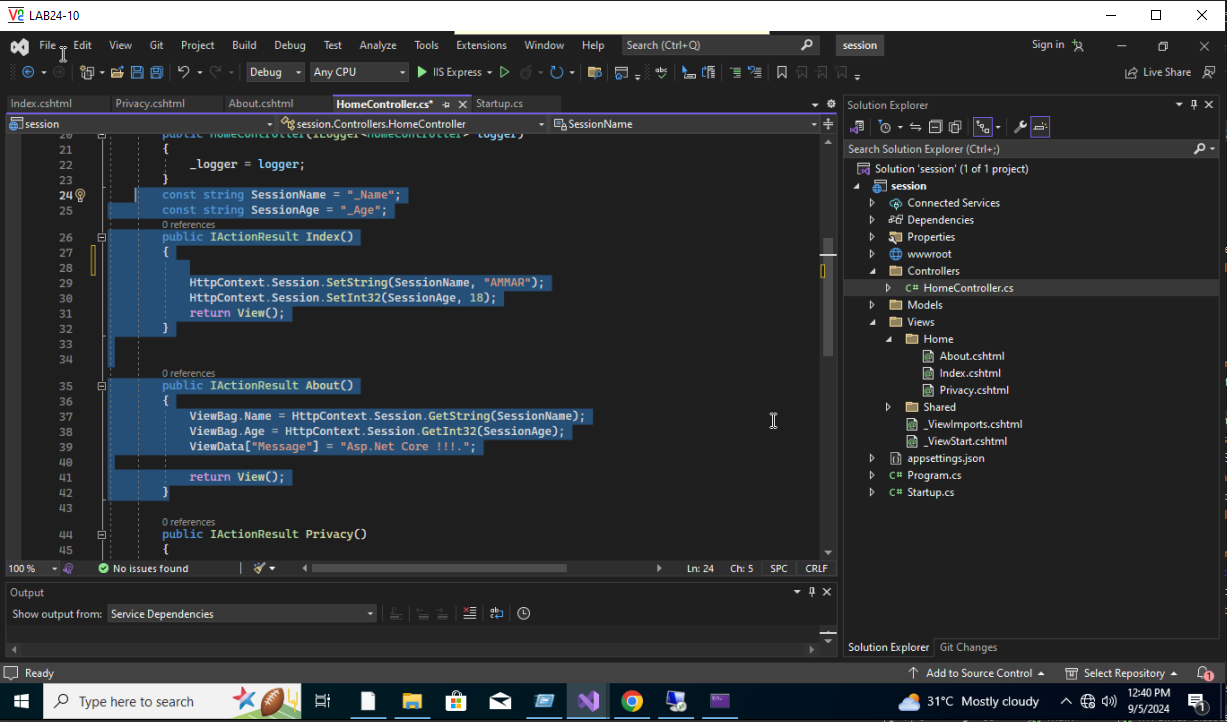 LAB24-10
File Edit View Git Project Build Debug Test Analyze Tools Extensions Window Help Search (Ctrl+Q) session Sign in
Debug Any CPU IIS Express Live Share
Index.cshtml Privacy.cshtml About.cshtml HomeController.cs* Startup.cs
session session.Controllers.HomeController SessionName
20 public HomeController(ILogger<HomeController> logger)
21 {
22 _logger = logger;
23 }
24 const string SessionName = "_Name";
25 const string SessionAge = "_Age";
0 references
26 public IActionResult Index()
27 {
28
29 HttpContext.Session.SetString(SessionName, "AMMAR");
30 HttpContext.Session.SetInt32(SessionAge, 18);
31 return View();
32 }
33
34
0 references
35 public IActionResult About()
36 {
37 ViewBag.Name = HttpContext.Session.GetString(SessionName);
38 ViewBag.Age = HttpContext.Session.GetInt32(SessionAge);
39 ViewData["Message"] = "Asp.Net Core !!!.";
40
41 return View();
42 }
43
0 references
44 public IActionResult Privacy()
45 {
100 % No issues found Ln: 24 Ch: 5 SPC CRLF
Output
Show output from: Service Dependencies
Solution Explorer
Search Solution Explorer (Ctrl+;)
Solution 'session' (1 of 1 project)
session
Connected Services
Dependencies
Properties
wwwroot
Controllers
C# HomeController.cs
Models
Views
Home
About.cshtml
Index.cshtml
Privacy.cshtml
Shared
_ViewImports.cshtml
_ViewStart.cshtml
appsettings.json
C# Program.cs
C# Startup.cs
Solution Explorer Git Changes
Ready Add to Source Control Select Repository 1
Type here to search 31°C Mostly cloudy 12:40 PM
9/5/2024 1